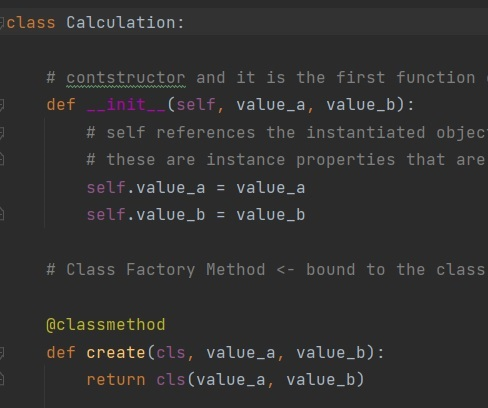 class Calculation:
# contstructor and it is the first function
def __init__(self, value_a, value_b):
# self references the instantiated objec
# these are instance properties that are
self.value_a = value_a
self.value_b = value_b
# Class Factory Method <- bound to the class
@classmethod
def create(cls, value_a, value_b):
return cls(value_a, value_b)